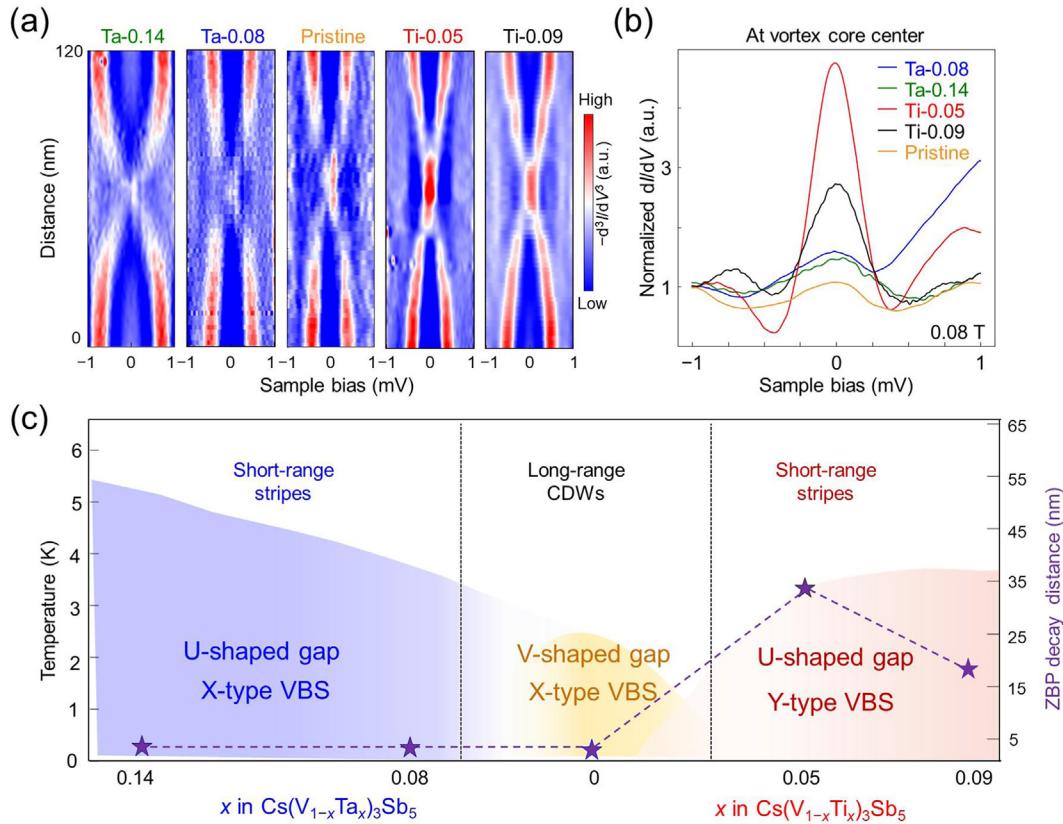 (a)
Ta-0.14 Ta-0.08 Pristine Ti-0.05 Ti-0.09
120
Distance (nm)
0
−1 0 1 −1 0 1 −1 0 1 −1 0 1 −1 0 1
Sample bias (mV)
High
−d³I/dV³ (a.u.)
Low
(b)
At vortex core center
Ta-0.08
Ta-0.14
Ti-0.05
Ti-0.09
Pristine
Normalized dI/dV (a.u.)
3
1
0.08 T
−1 0 1
Sample bias (mV)
(c)
Temperature (K)
6
5
4
3
2
1
0
Short-range
stripes
Long-range
CDWs
Short-range
stripes
U-shaped gap
X-type VBS
V-shaped gap
X-type VBS
U-shaped gap
Y-type VBS
65
55
45
35
25
15
5
ZBP decay distance (nm)
0.14 0.08 0 0.05 0.09
x in Cs(V₁₋ₓTaₓ)₃Sb₅
x in Cs(V₁₋ₓTiₓ)₃Sb₅